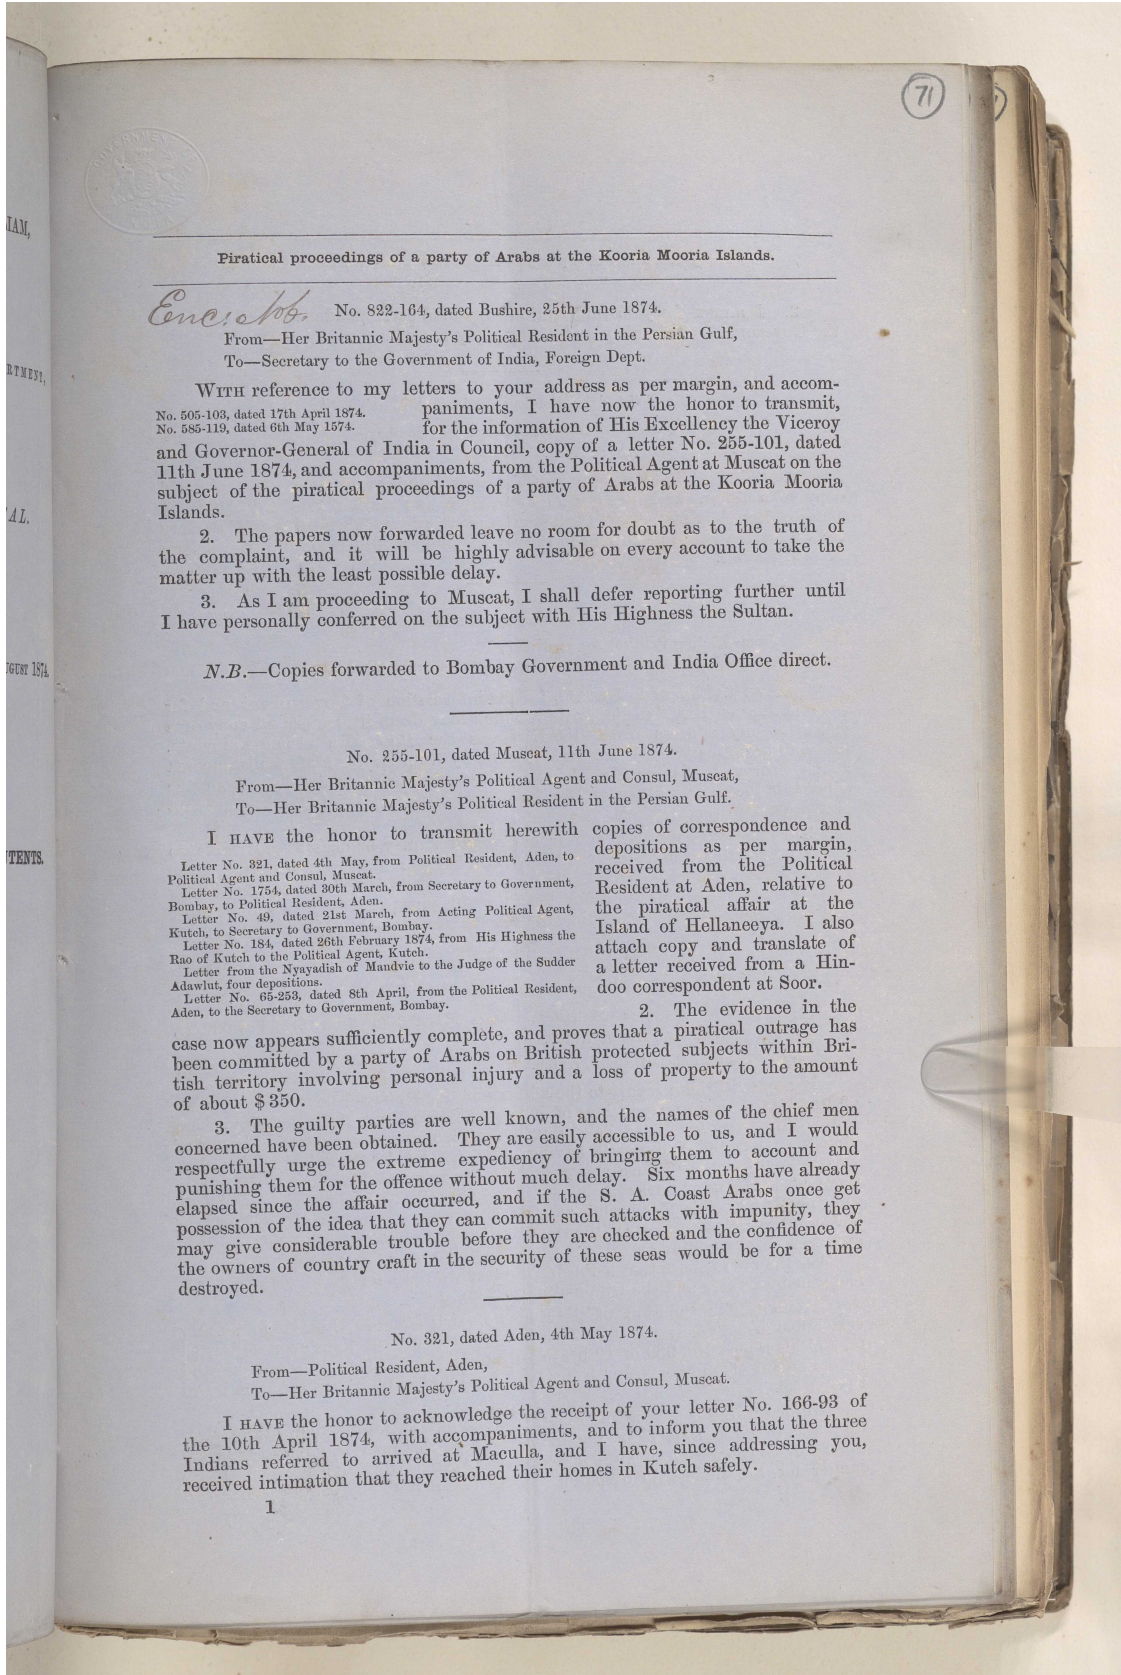 71
IAM,
RTMENT,
AL.
UGUST 1874.
TENTS.
Piratical proceedings of a party of Arabs at the Kooria Mooria Islands.
No. 822-164, dated Bushire, 25th June 1874.
From—Her Britannic Majesty's Political Resident in the Persian Gulf,
To—Secretary to the Government of India, Foreign Dept.
WITH reference to my letters to your address as per margin, and accom-
No. 505-103, dated 17th April 1874.
No. 585-119, dated 6th May 1574.
paniments, I have now the honor to transmit,
for the information of His Excellency the Viceroy
and Governor-General of India in Council, copy of a letter No. 255-101, dated
11th June 1874, and accompaniments, from the Political Agent at Muscat on the
subject of the piratical proceedings of a party of Arabs at the Kooria Mooria
Islands.
2. The papers now forwarded leave no room for doubt as to the truth of
the complaint, and it will be highly advisable on every account to take the
matter up with the least possible delay.
3. As I am proceeding to Muscat, I shall defer reporting further until
I have personally conferred on the subject with His Highness the Sultan.
N.B.—Copies forwarded to Bombay Government and India Office direct.
No. 255-101, dated Muscat, 11th June 1874.
From—Her Britannic Majesty's Political Agent and Consul, Muscat,
To—Her Britannic Majesty's Political Resident in the Persian Gulf.
I HAVE the honor to transmit herewith copies of correspondence and
Letter No. 321, dated 4th May, from Political Resident, Aden, to
Political Agent and Consul, Muscat.
Letter No. 1754, dated 30th March, from Secretary to Government,
Bombay, to Political Resident, Aden.
Letter No. 49, dated 21st March, from Acting Political Agent,
Kutch, to Secretary to Government, Bombay.
Letter No. 184, dated 26th February 1874, from His Highness the
Rao of Kutch to the Political Agent, Kutch.
Letter from the Nyayadish of Mandvie to the Judge of the Sudder
Adawlut, four depositions.
Letter No. 65-253, dated 8th April, from the Political Resident,
Aden, to the Secretary to Government, Bombay.
depositions as per margin,
received from the Political
Resident at Aden, relative to
the piratical affair at the
Island of Hellaneeya. I also
attach copy and translate of
a letter received from a Hin-
doo correspondent at Soor.
2. The evidence in the
case now appears sufficiently complete, and proves that a piratical outrage has
been committed by a party of Arabs on British protected subjects within Bri-
tish territory involving personal injury and a loss of property to the amount
of about $ 350.
3. The guilty parties are well known, and the names of the chief men
concerned have been obtained. They are easily accessible to us, and I would
respectfully urge the extreme expediency of bringing them to account and
punishing them for the offence without much delay. Six months have already
elapsed since the affair occurred, and if the S. A. Coast Arabs once get
possession of the idea that they can commit such attacks with impunity, they
may give considerable trouble before they are checked and the confidence of
the owners of country craft in the security of these seas would be for a time
destroyed.
No. 321, dated Aden, 4th May 1874.
From—Political Resident, Aden,
To—Her Britannic Majesty's Political Agent and Consul, Muscat.
I HAVE the honor to acknowledge the receipt of your letter No. 166-93 of
the 10th April 1874, with accompaniments, and to inform you that the three
Indians referred to arrived at Maculla, and I have, since addressing you,
received intimation that they reached their homes in Kutch safely.
1